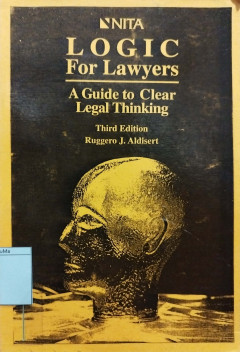 NITA
LOGIC
For Lawyers
A Guide to Clear
Legal Thinking
Third Edition
Ruggero J. Aldisert